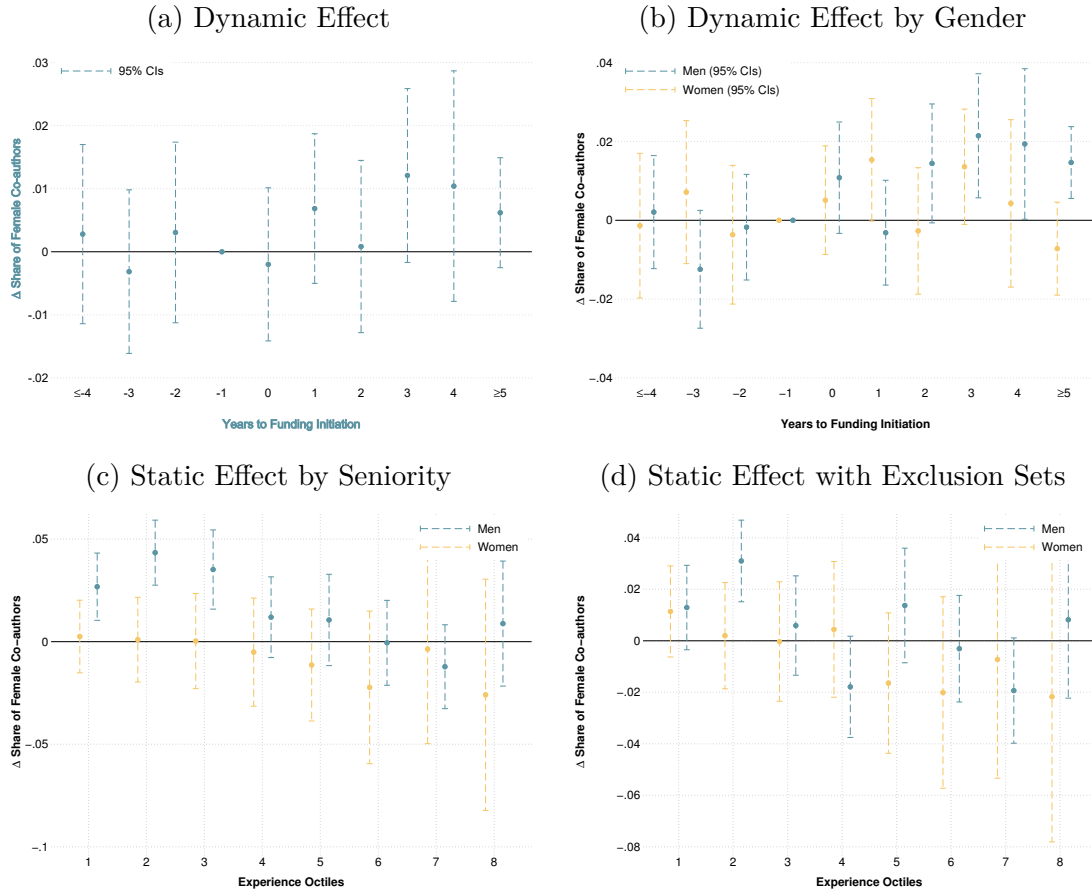 (a) Dynamic Effect
(b) Dynamic Effect by Gender
95% CIs
.03
.02
.01
0
-.01
-.02
Δ Share of Female Co-authors
≤-4 -3 -2 -1 0 1 2 3 4 ≥5
Years to Funding Initiation
Men (95% CIs)
Women (95% CIs)
.04
.02
0
−.02
−.04
Δ Share of Female Co−authors
≤−4 −3 −2 −1 0 1 2 3 4 ≥5
Years to Funding Initiation
(c) Static Effect by Seniority
(d) Static Effect with Exclusion Sets
Men
Women
.05
0
−.05
−.1
Δ Share of Female Co-authors
1 2 3 4 5 6 7 8
Experience Octiles
Men
Women
.04
.02
0
−.02
−.04
−.06
−.08
Δ Share of Female Co-authors
1 2 3 4 5 6 7 8
Experience Octiles